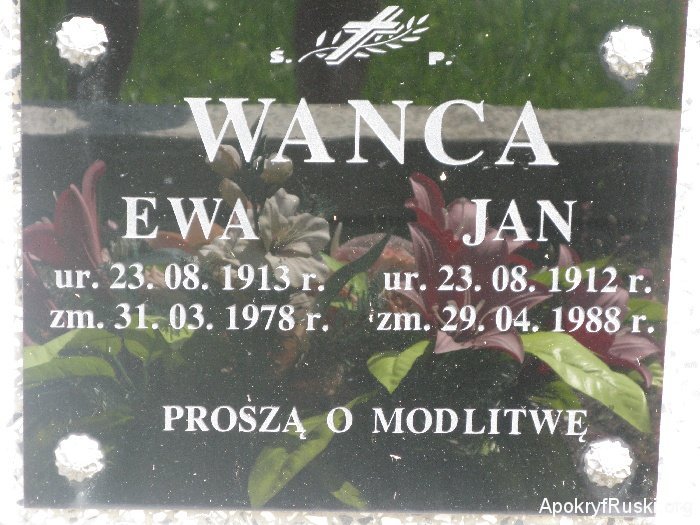 Ś. P.
WANCA
EWA JAN
ur. 23. 08. 1913 r. ur. 23. 08. 1912 r.
zm. 31. 03. 1978 r. zm. 29. 04. 1988 r.
PROSZĄ O MODLITWĘ
ApokryfRuski.org